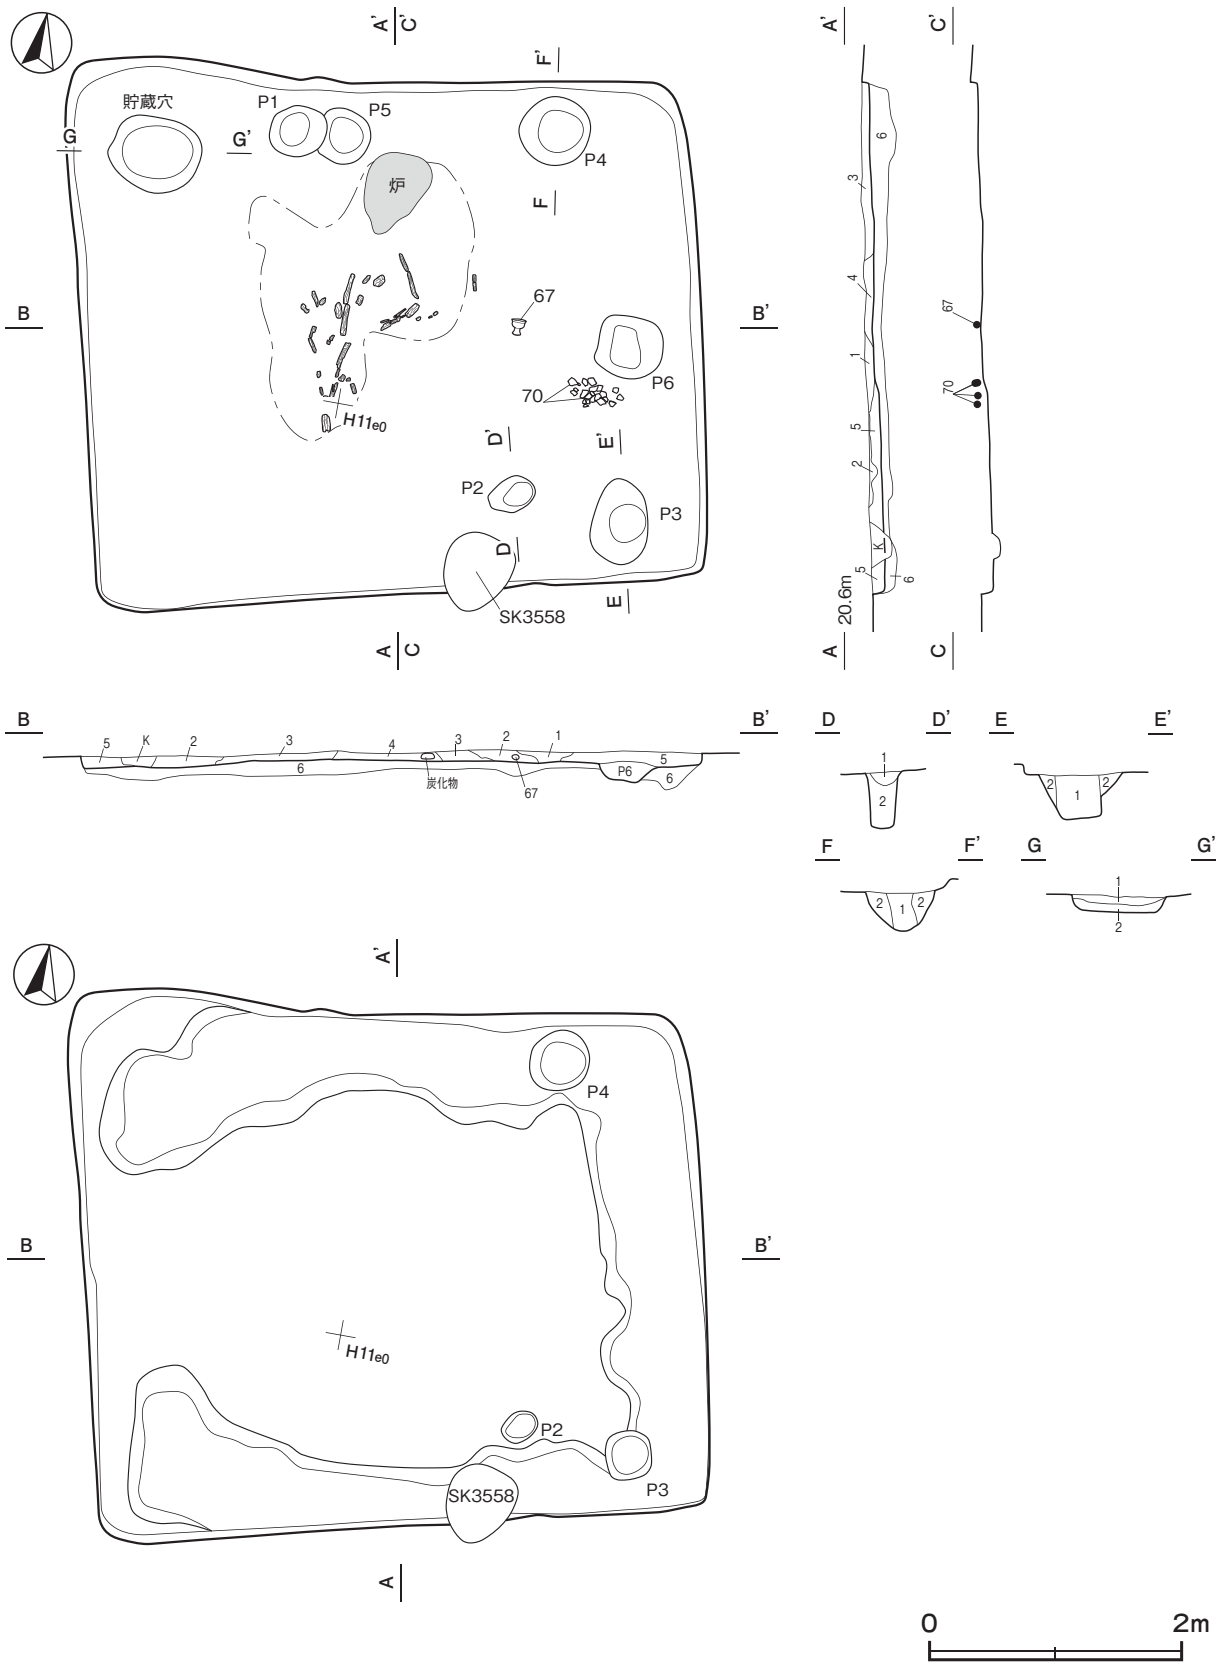 A' C'
F'
貯蔵穴
P1
P5
G
G'
P4
炉
F
B
67
B'
P6
70
H11e0
D'
E'
P2
P3
D
SK3558
E
A C
A'
C'
6
3
4
67
1
70
5
2
K
5
6
20.6m
A
C
B
B'
5 K 2 3 4 3 2 1 5
6
P6
6
炭化物
67
D
D'
1
2
E
E'
2 1 2
F
F'
2 1 2
G
G'
1
2
A'
P4
B
B'
H11e0
P2
SK3558
P3
A
0 2m